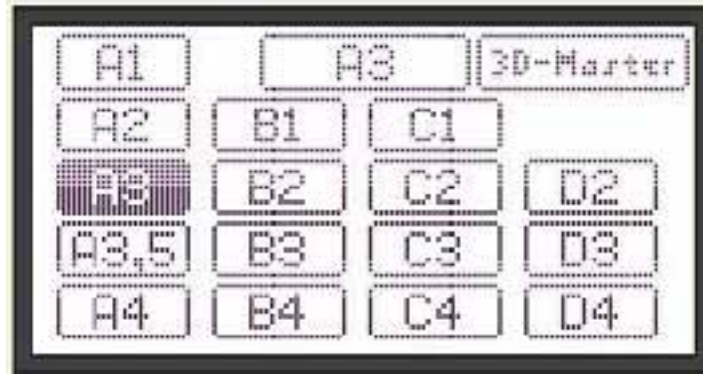 A1 A3 3D-Master
A2 B1 C1
A3 B2 C2 D2
A3,5 B3 C3 D3
A4 B4 C4 D4